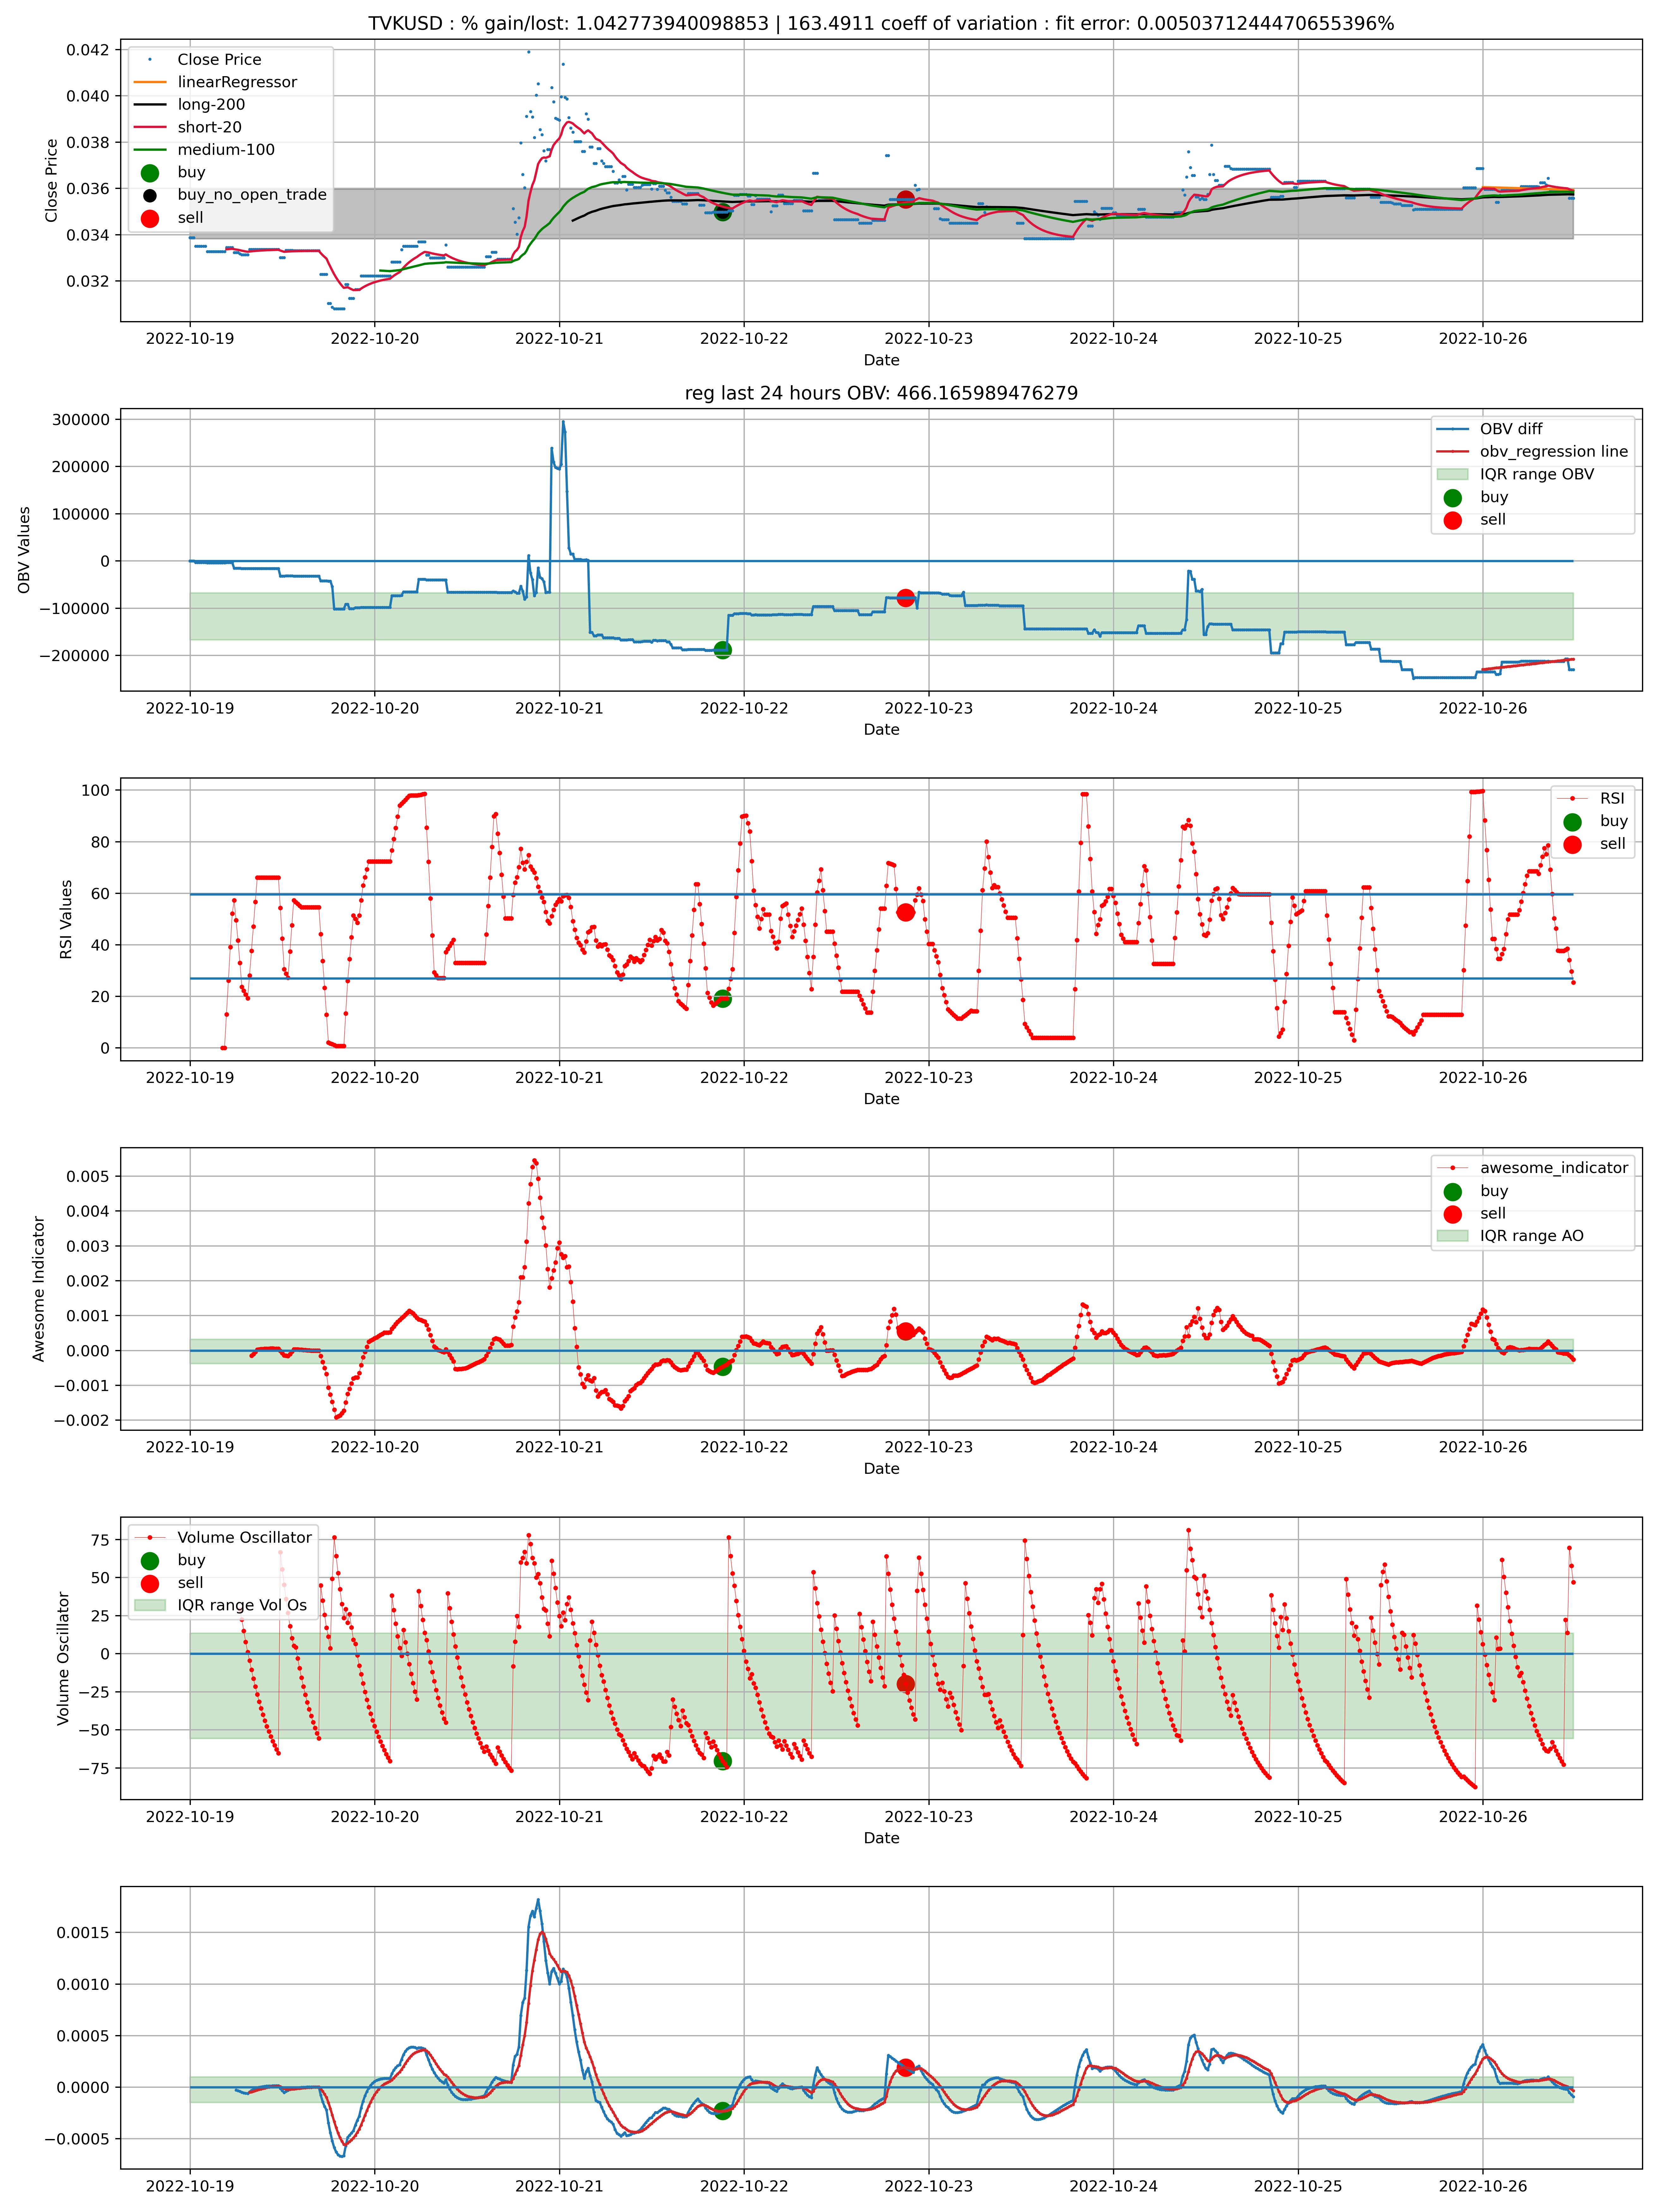 TVKUSD : % gain/lost: 1.042773940098853 | 163.4911 coeff of variation : fit error: 0.0050371244470655396%
0.042
0.040
0.038
0.036
0.034
0.032
Close Price
Close Price
linearRegressor
long-200
short-20
medium-100
buy
buy_no_open_trade
sell
2022-10-19 2022-10-20 2022-10-21 2022-10-22 2022-10-23 2022-10-24 2022-10-25 2022-10-26
Date
reg last 24 hours OBV: 466.165989476279
300000
200000
100000
0
−100000
−200000
OBV Values
OBV diff
obv_regression line
IQR range OBV
buy
sell
2022-10-19 2022-10-20 2022-10-21 2022-10-22 2022-10-23 2022-10-24 2022-10-25 2022-10-26
Date
100
80
60
40
20
0
RSI Values
RSI
buy
sell
2022-10-19 2022-10-20 2022-10-21 2022-10-22 2022-10-23 2022-10-24 2022-10-25 2022-10-26
Date
0.005
0.004
0.003
0.002
0.001
0.000
−0.001
−0.002
Awesome Indicator
awesome_indicator
buy
sell
IQR range AO
2022-10-19 2022-10-20 2022-10-21 2022-10-22 2022-10-23 2022-10-24 2022-10-25 2022-10-26
Date
75
50
25
0
−25
−50
−75
Volume Oscillator
Volume Oscillator
buy
sell
IQR range Vol Os
2022-10-19 2022-10-20 2022-10-21 2022-10-22 2022-10-23 2022-10-24 2022-10-25 2022-10-26
Date
0.0015
0.0010
0.0005
0.0000
−0.0005
2022-10-19 2022-10-20 2022-10-21 2022-10-22 2022-10-23 2022-10-24 2022-10-25 2022-10-26